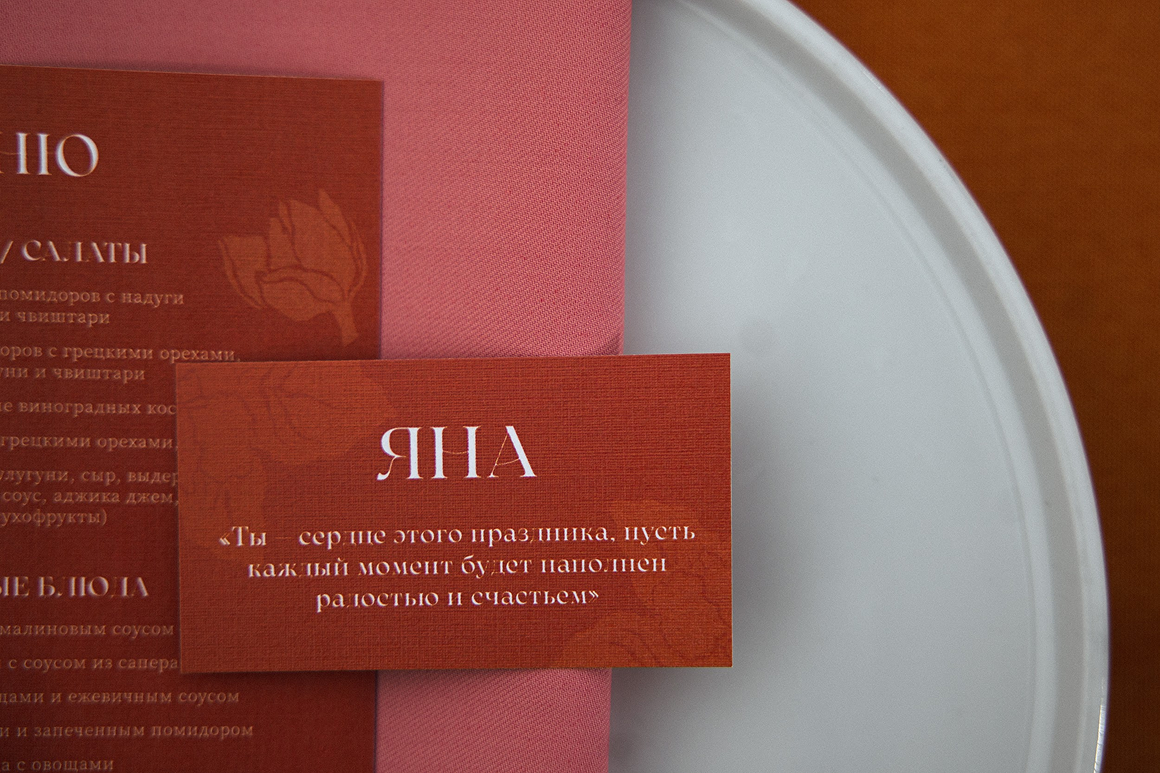 НЮ
/ САЛАТЫ
помидоров с надуги
и чвиштари
оров с грецкими орехами,
уни и чвиштари
е виноградных кос
грецкими орехами,
улугуни, сыр, выдер
соус, аджика джем,
ухофрукты)
ЫЕ БЛЮДА
малиновым соусом
с соусом из сапера
щами и ежевичным соусом
и и запеченным помидором
а с овощами
ЯНА
«Ты – сердце этого праздника, пусть
каждый момент будет наполнен
радостью и счастьем»